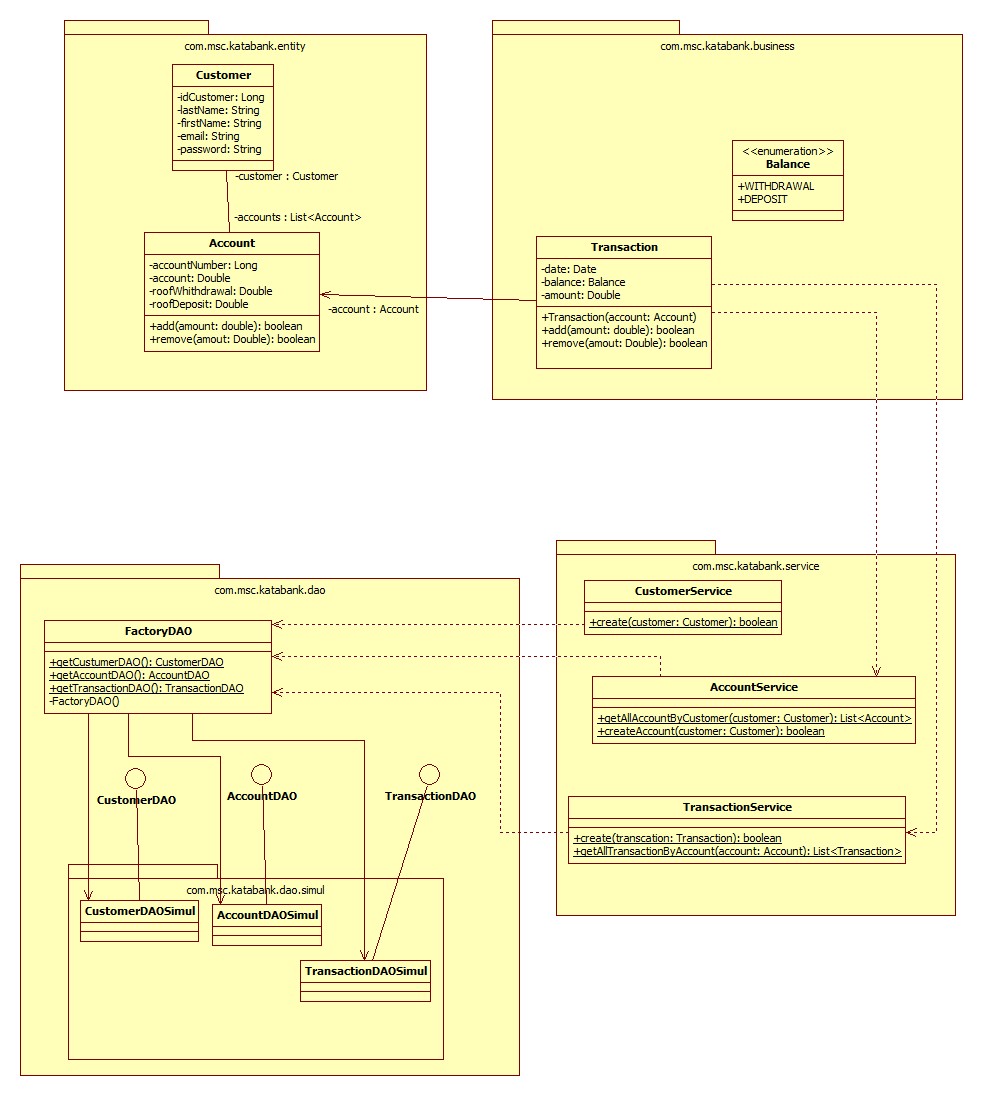 com.msc.katabank.entity
Customer
-idCustomer: Long
-lastName: String
-firstName: String
-email: String
-password: String
-customer : Customer
-accounts : List<Account>
Account
-accountNumber: Long
-account: Double
-roofWhithdrawal: Double
-roofDeposit: Double
+add(amount: double): boolean
+remove(amout: Double): boolean
-account : Account
com.msc.katabank.business
<<enumeration>>
Balance
+WITHDRAWAL
+DEPOSIT
Transaction
-date: Date
-balance: Balance
-amount: Double
+Transaction(account: Account)
+add(amount: double): boolean
+remove(amout: Double): boolean
com.msc.katabank.dao
FactoryDAO
+getCustumerDAO(): CustomerDAO
+getAccountDAO(): AccountDAO
+getTransactionDAO(): TransactionDAO
-FactoryDAO()
CustomerDAO
AccountDAO
TransactionDAO
com.msc.katabank.dao.simul
CustomerDAOSimul
AccountDAOSimul
TransactionDAOSimul
com.msc.katabank.service
CustomerService
+create(customer: Customer): boolean
AccountService
+getAllAccountByCustomer(customer: Customer): List<Account>
+createAccount(customer: Customer): boolean
TransactionService
+create(transcation: Transaction): boolean
+getAllTransactionByAccount(account: Account): List<Transaction>